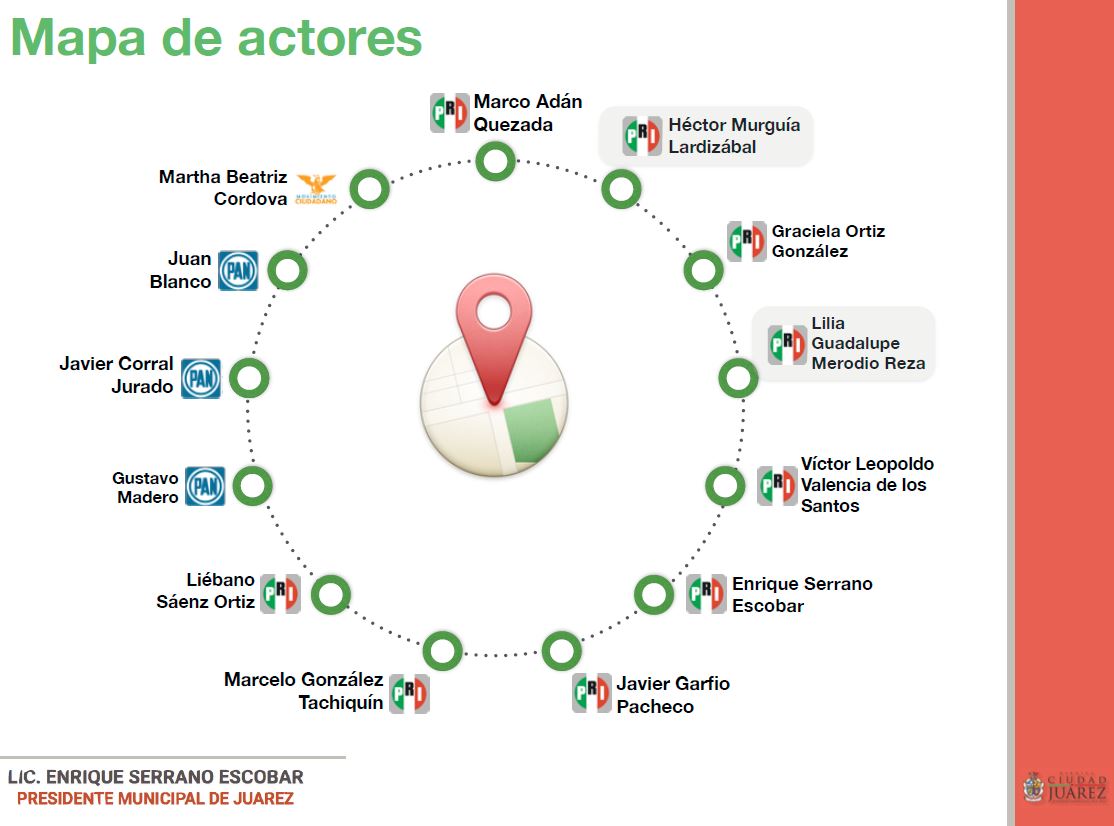 Mapa de actores
PRI
Marco Adán
Quezada
PRI
Héctor Murguía
Lardizábal
PRI
Graciela Ortiz
González
PRI
Lilia
Guadalupe
Merodio Reza
PRI
Víctor Leopoldo
Valencia de los
Santos
PRI
Enrique Serrano
Escobar
PRI
Javier Garfio
Pacheco
Marcelo González
Tachiquín
PRI
Liébano
Sáenz Ortiz
PRI
Gustavo
Madero
PAN
Javier Corral
Jurado
PAN
Juan
Blanco
PAN
Martha Beatriz
Cordova
MOVIMIENTO
CIUDADANO
LIC. ENRIQUE SERRANO ESCOBAR
PRESIDENTE MUNICIPAL DE JUAREZ
CIUDAD
JUÁREZ